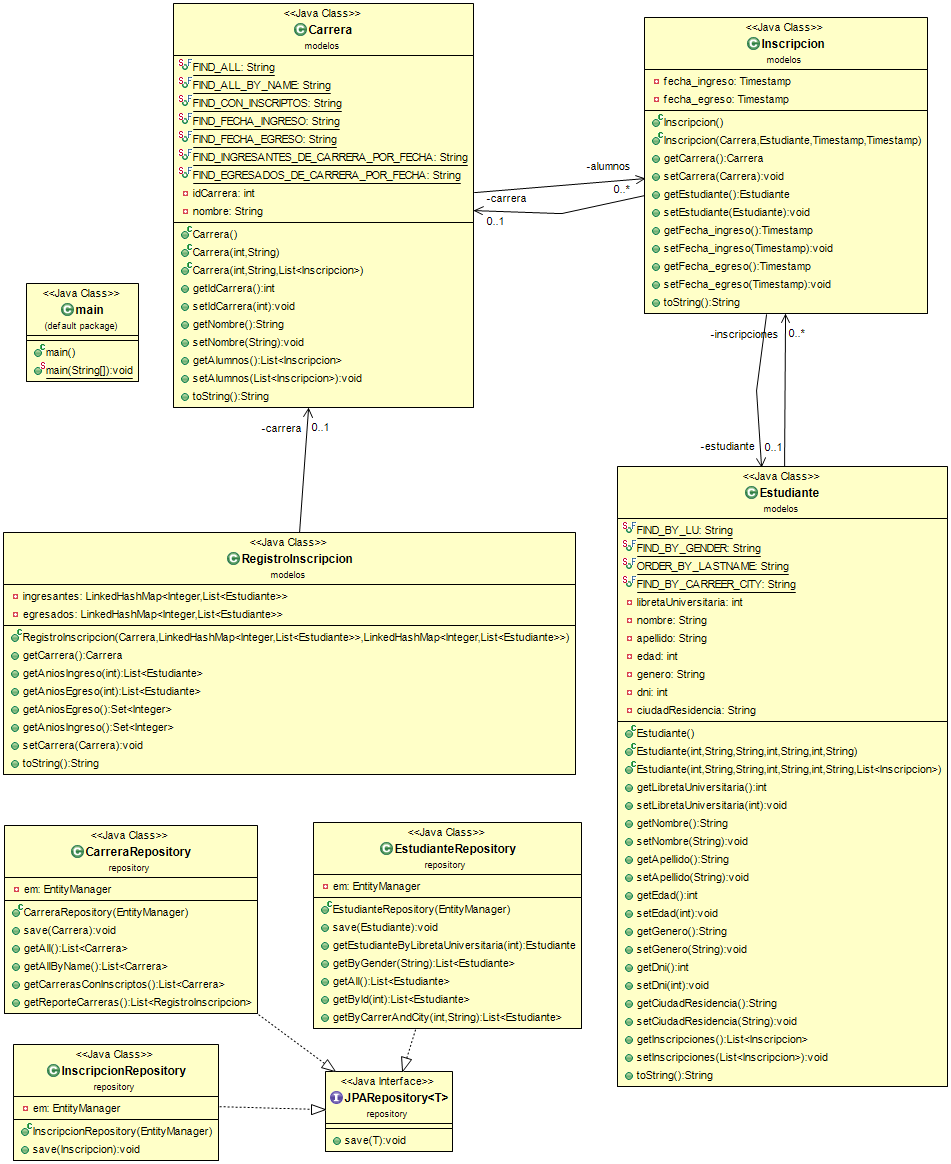 <<Java Class>>
Carrera
modelos
FIND_ALL: String
FIND_ALL_BY_NAME: String
FIND_CON_INSCRIPTOS: String
FIND_FECHA_INGRESO: String
FIND_FECHA_EGRESO: String
FIND_INGRESANTES_DE_CARRERA_POR_FECHA: String
FIND_EGRESADOS_DE_CARRERA_POR_FECHA: String
idCarrera: int
nombre: String
Carrera()
Carrera(int,String)
Carrera(int,String,List<Inscripcion>)
getIdCarrera():int
setIdCarrera(int):void
getNombre():String
setNombre(String):void
getAlumnos():List<Inscripcion>
setAlumnos(List<Inscripcion>):void
toString():String
<<Java Class>>
Inscripcion
modelos
fecha_ingreso: Timestamp
fecha_egreso: Timestamp
Inscripcion()
Inscripcion(Carrera,Estudiante,Timestamp,Timestamp)
getCarrera():Carrera
setCarrera(Carrera):void
getEstudiante():Estudiante
setEstudiante(Estudiante):void
getFecha_ingreso():Timestamp
setFecha_ingreso(Timestamp):void
getFecha_egreso():Timestamp
setFecha_egreso(Timestamp):void
toString():String
-alumnos
0..*
-carrera
0..1
<<Java Class>>
main
(default package)
main()
main(String[]):void
-inscripciones
0..*
-estudiante
0..1
-carrera
0..1
<<Java Class>>
RegistroInscripcion
modelos
ingresantes: LinkedHashMap<Integer,List<Estudiante>>
egresados: LinkedHashMap<Integer,List<Estudiante>>
RegistroInscripcion(Carrera,LinkedHashMap<Integer,List<Estudiante>>,LinkedHashMap<Integer,List<Estudiante>>)
getCarrera():Carrera
getAniosIngreso(int):List<Estudiante>
getAniosEgreso(int):List<Estudiante>
getAniosEgreso():Set<Integer>
getAniosIngreso():Set<Integer>
setCarrera(Carrera):void
toString():String
<<Java Class>>
Estudiante
modelos
FIND_BY_LU: String
FIND_BY_GENDER: String
ORDER_BY_LASTNAME: String
FIND_BY_CARREER_CITY: String
libretaUniversitaria: int
nombre: String
apellido: String
edad: int
genero: String
dni: int
ciudadResidencia: String
Estudiante()
Estudiante(int,String,String,int,String,int,String)
Estudiante(int,String,String,int,String,int,String,List<Inscripcion>)
getLibretaUniversitaria():int
setLibretaUniversitaria(int):void
getNombre():String
setNombre(String):void
getApellido():String
setApellido(String):void
getEdad():int
setEdad(int):void
getGenero():String
setGenero(String):void
getDni():int
setDni(int):void
getCiudadResidencia():String
setCiudadResidencia(String):void
getInscripciones():List<Inscripcion>
setInscripciones(List<Inscripcion>):void
toString():String
<<Java Class>>
CarreraRepository
repository
em: EntityManager
CarreraRepository(EntityManager)
save(Carrera):void
getAll():List<Carrera>
getAllByName():List<Carrera>
getCarrerasConInscriptos():List<Carrera>
getReporteCarreras():List<RegistroInscripcion>
<<Java Class>>
EstudianteRepository
repository
em: EntityManager
EstudianteRepository(EntityManager)
save(Estudiante):void
getEstudianteByLibretaUniversitaria(int):Estudiante
getByGender(String):List<Estudiante>
getAll():List<Estudiante>
getById(int):List<Estudiante>
getByCarrerAndCity(int,String):List<Estudiante>
<<Java Class>>
InscripcionRepository
repository
em: EntityManager
InscripcionRepository(EntityManager)
save(Inscripcion):void
<<Java Interface>>
JPARepository<T>
repository
save(T):void